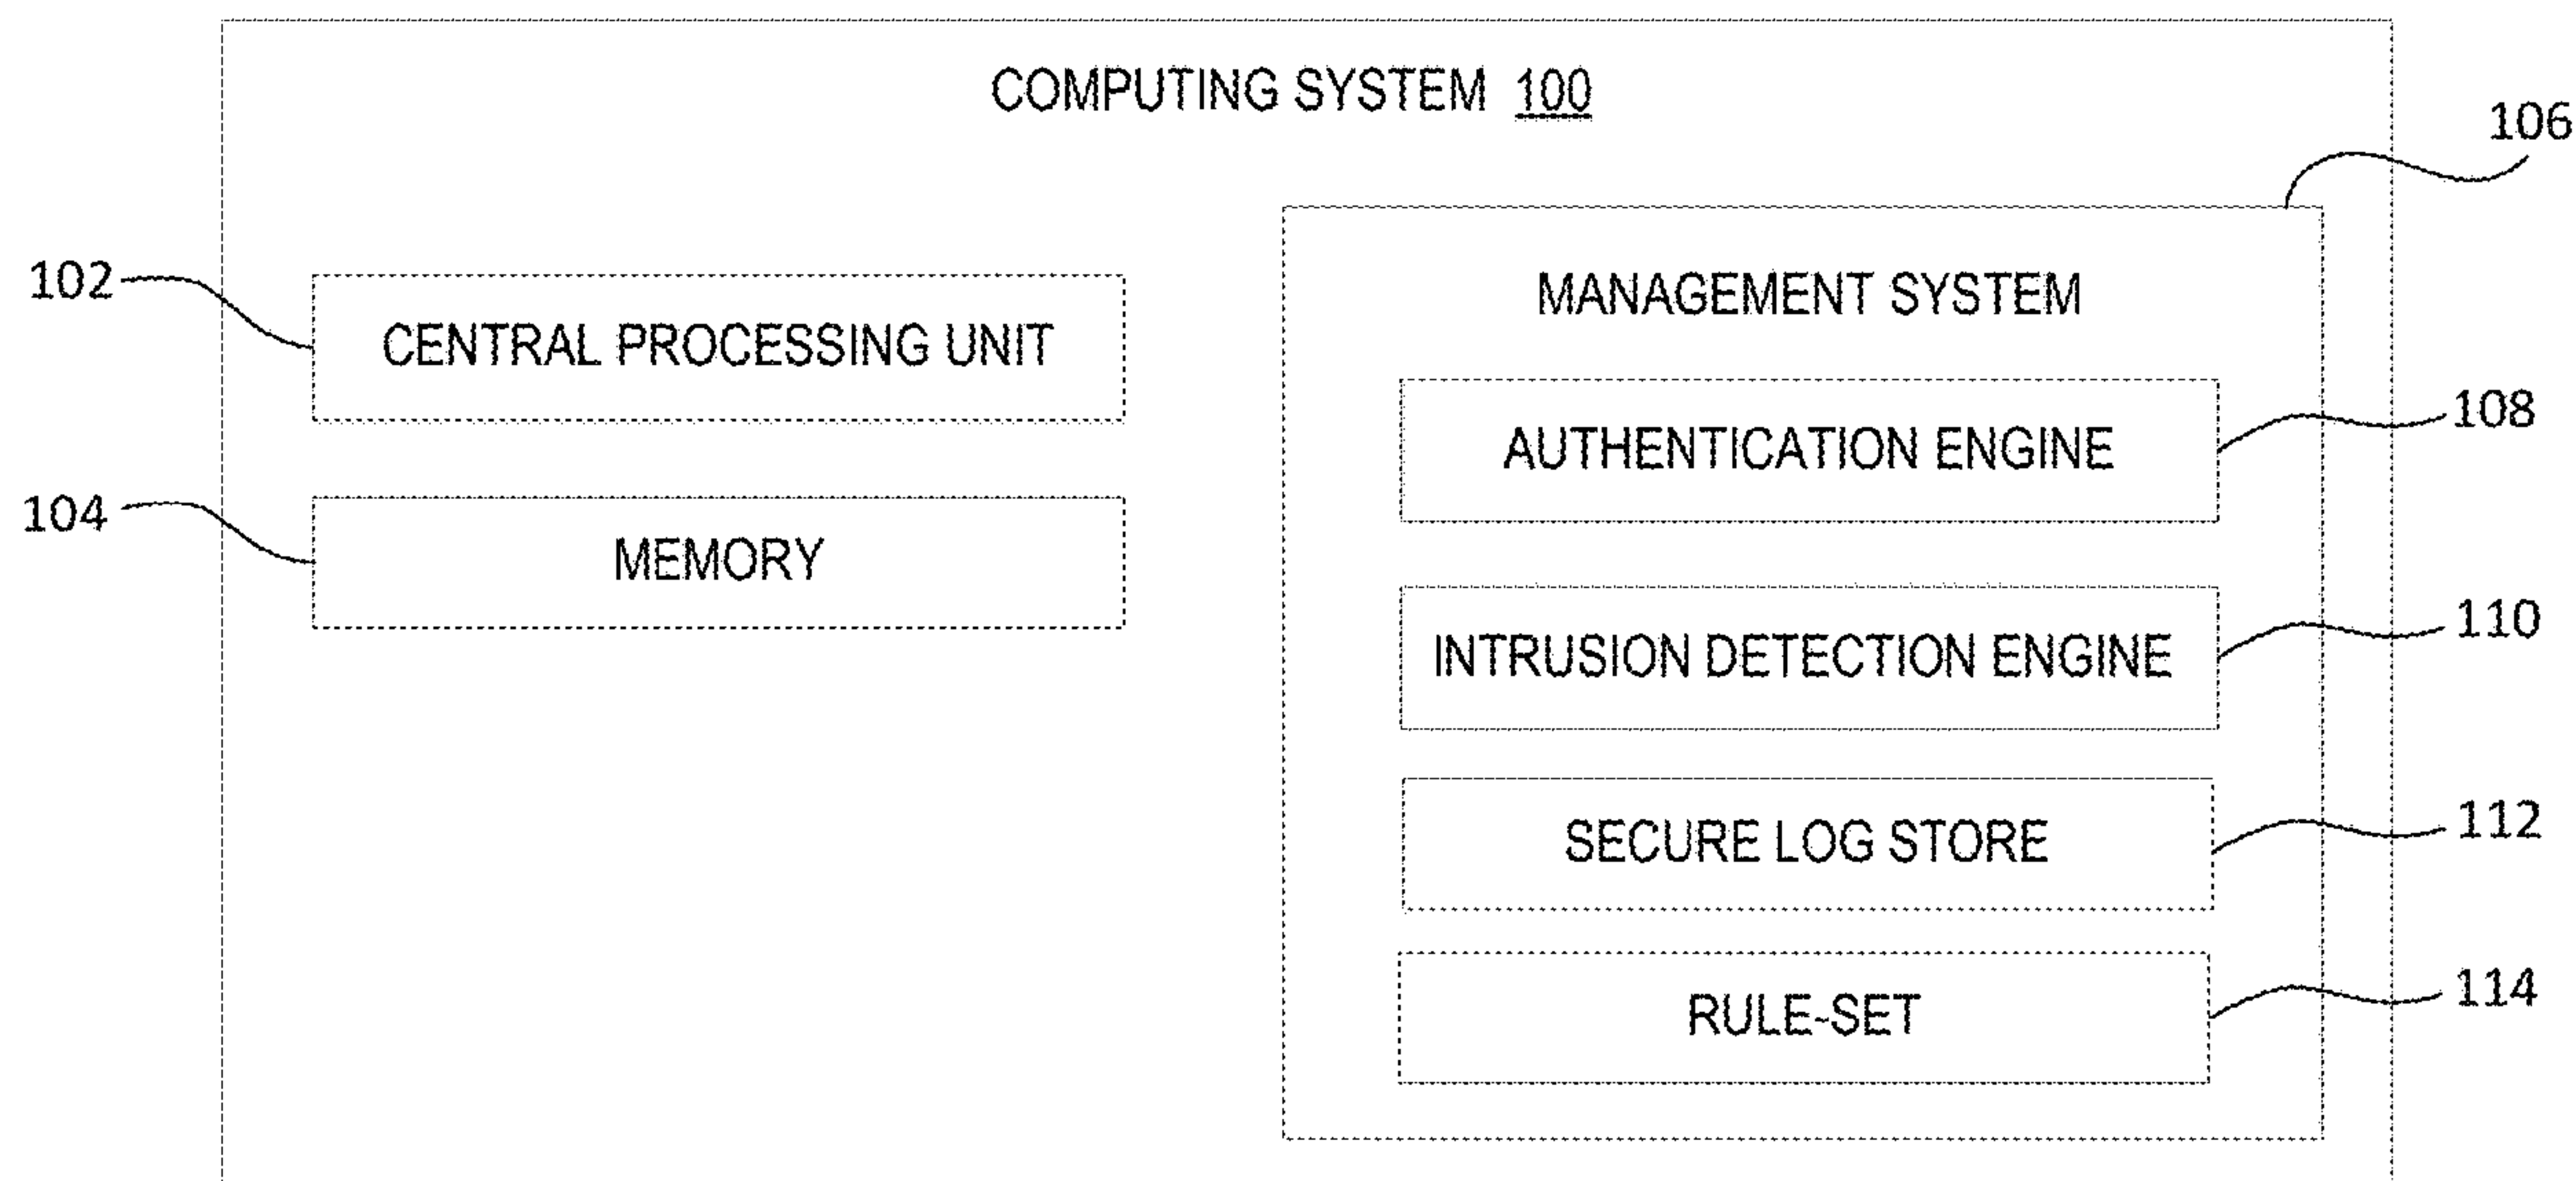 COMPUTING SYSTEM 100
106
102
CENTRAL PROCESSING UNIT
104
MEMORY
MANAGEMENT SYSTEM
AUTHENTICATION ENGINE
108
INTRUSION DETECTION ENGINE
110
SECURE LOG STORE
112
RULE-SET
114